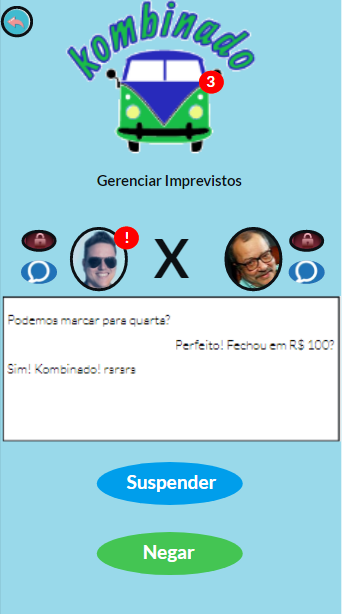 kombinado
3
Gerenciar Imprevistos
!
X
Podemos marcar para quarta?
Perfeito! Fechou em R$ 100?
Sim! Kombinado! rsrsrs
Suspender
Negar